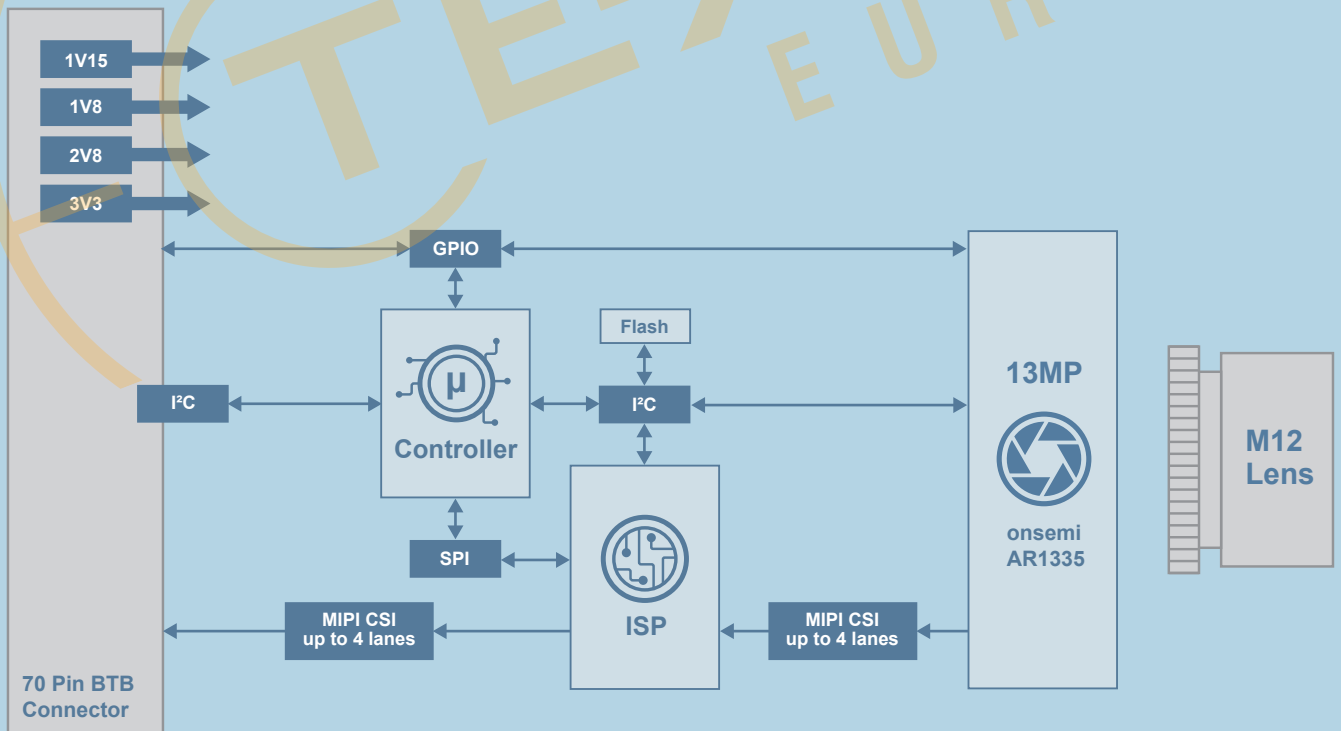 1V15
1V8
2V8
3V3
GPIO
Flash
I²C
µ
Controller
I²C
13MP
onsemi
AR1335
M12
Lens
SPI
ISP
MIPI CSI
up to 4 lanes
MIPI CSI
up to 4 lanes
70 Pin BTB
Connector